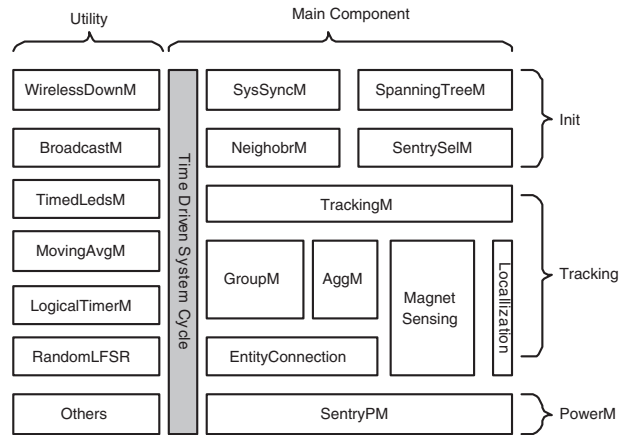 Utility
Main Component
WirelessDownM
BroadcastM
TimedLedsM
MovingAvgM
LogicalTimerM
RandomLFSR
Others
Time Driven System Cycle
SysSyncM
SpanningTreeM
NeighobrM
SentrySelM
Init
TrackingM
GroupM
AggM
Magnet
Sensing
Locallization
EntityConnection
Tracking
SentryPM
PowerM